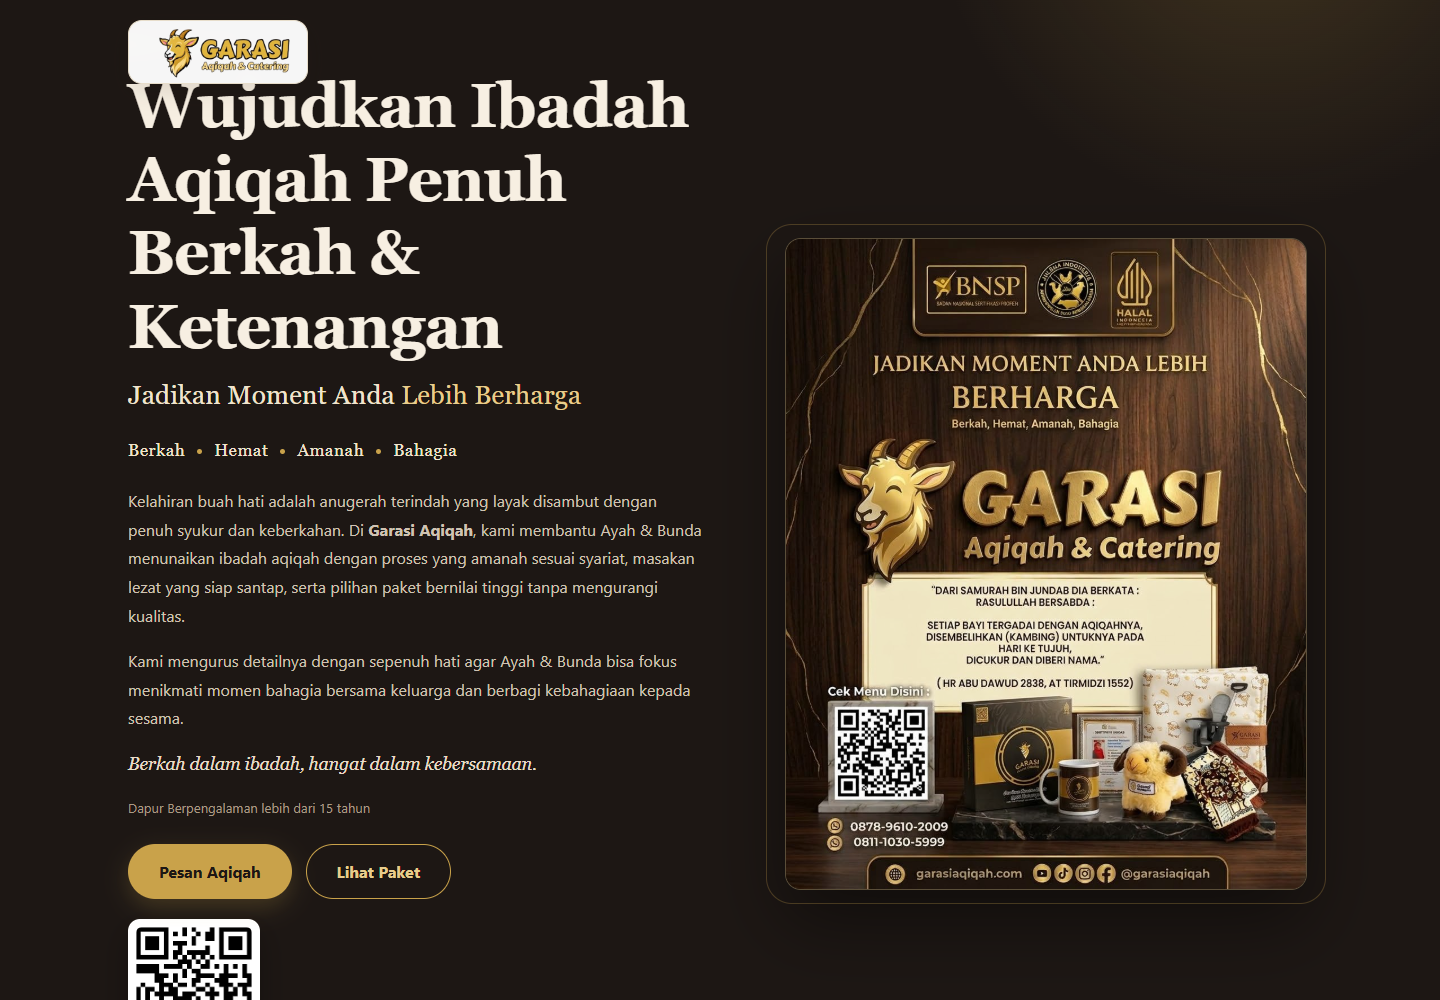 GARASI
Aqiqah & Catering
Wujudkan Ibadah
Aqiqah Penuh
Berkah &
Ketenangan
Jadikan Moment Anda Lebih Berharga
Berkah • Hemat • Amanah • Bahagia
Kelahiran buah hati adalah anugerah terindah yang layak disambut dengan
penuh syukur dan keberkahan. Di Garasi Aqiqah, kami membantu Ayah & Bunda
menunaikan ibadah aqiqah dengan proses yang amanah sesuai syariat, masakan
lezat yang siap santap, serta pilihan paket bernilai tinggi tanpa mengurangi
kualitas.
Kami mengurus detailnya dengan sepenuh hati agar Ayah & Bunda bisa fokus
menikmati momen bahagia bersama keluarga dan berbagi kebahagiaan kepada
sesama.
Berkah dalam ibadah, hangat dalam kebersamaan.
Dapur Berpengalaman lebih dari 15 tahun
Pesan Aqiqah
Lihat Paket
BNSP
BADAN NASIONAL SERTIFIKASI PROFESI
HALAL
INDONESIA
JADIKAN MOMENT ANDA LEBIH
BERHARGA
Berkah, Hemat, Amanah, Bahagia
GARASI
Aqiqah & Catering
"DARI SAMURAH BIN JUNDAB DIA BERKATA :
RASULULLAH BERSABDA :
SETIAP BAYI TERGADAI DENGAN AQIQAHNYA,
DISEMBELIHKAN (KAMBING) UNTUKNYA PADA
HARI KE TUJUH,
DICUKUR DAN DIBERI NAMA."
( HR ABU DAWUD 2838, AT TIRMIDZI 1552)
Cek Menu Disini :
GARASI
GARASI
0878-9610-2009
0811-1030-5999
garasiaqiqah.com
@garasiaqiqah